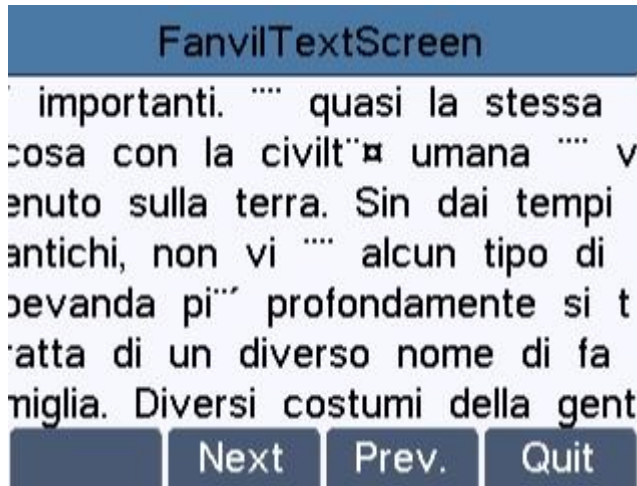 FanvilTextScreen
importanti. ¨¨ quasi la stessa
cosa con la civilt¨¤ umana ¨¨ v
enuto sulla terra. Sin dai tempi
antichi, non vi ¨¨ alcun tipo di
bevanda pi¨´ profondamente si t
ratta di un diverso nome di fa
miglia. Diversi costumi della gent
Next Prev. Quit